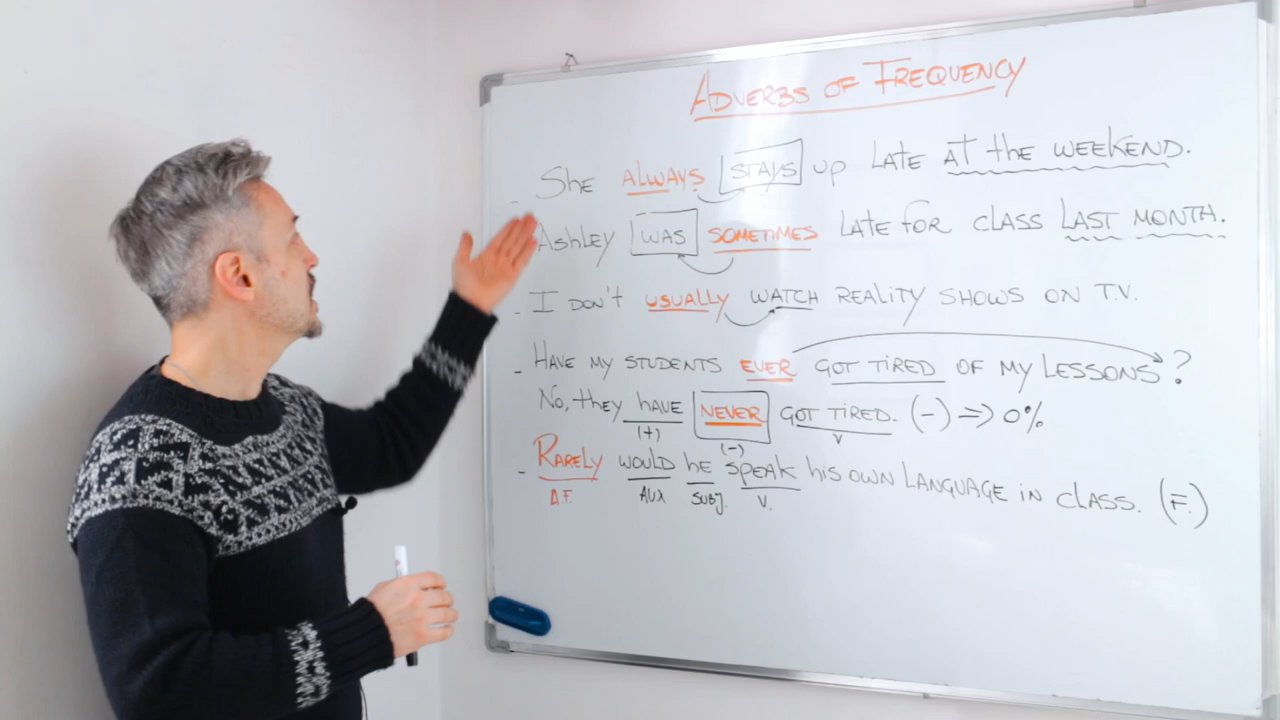 ADVERBS OF FREQUENCY
- She ALWAYS STAYS up LATE AT the WEEKEND.
ASHLEY WAS SOMETIMES LATE FOR CLASS LAST MONTH.
- I DON'T USUALLY WATCH REALITY SHOWS ON T.V.
- HAVE MY STUDENTS EVER GOT TIRED OF MY LESSONS?
No, they HAVE NEVER GOT TIRED. (-) => 0%
(+) (-) V
- RARELY WOULD HE SPEAK his OWN LANGUAGE IN CLASS. (F.)
A.F. AUX SUBJ. V.